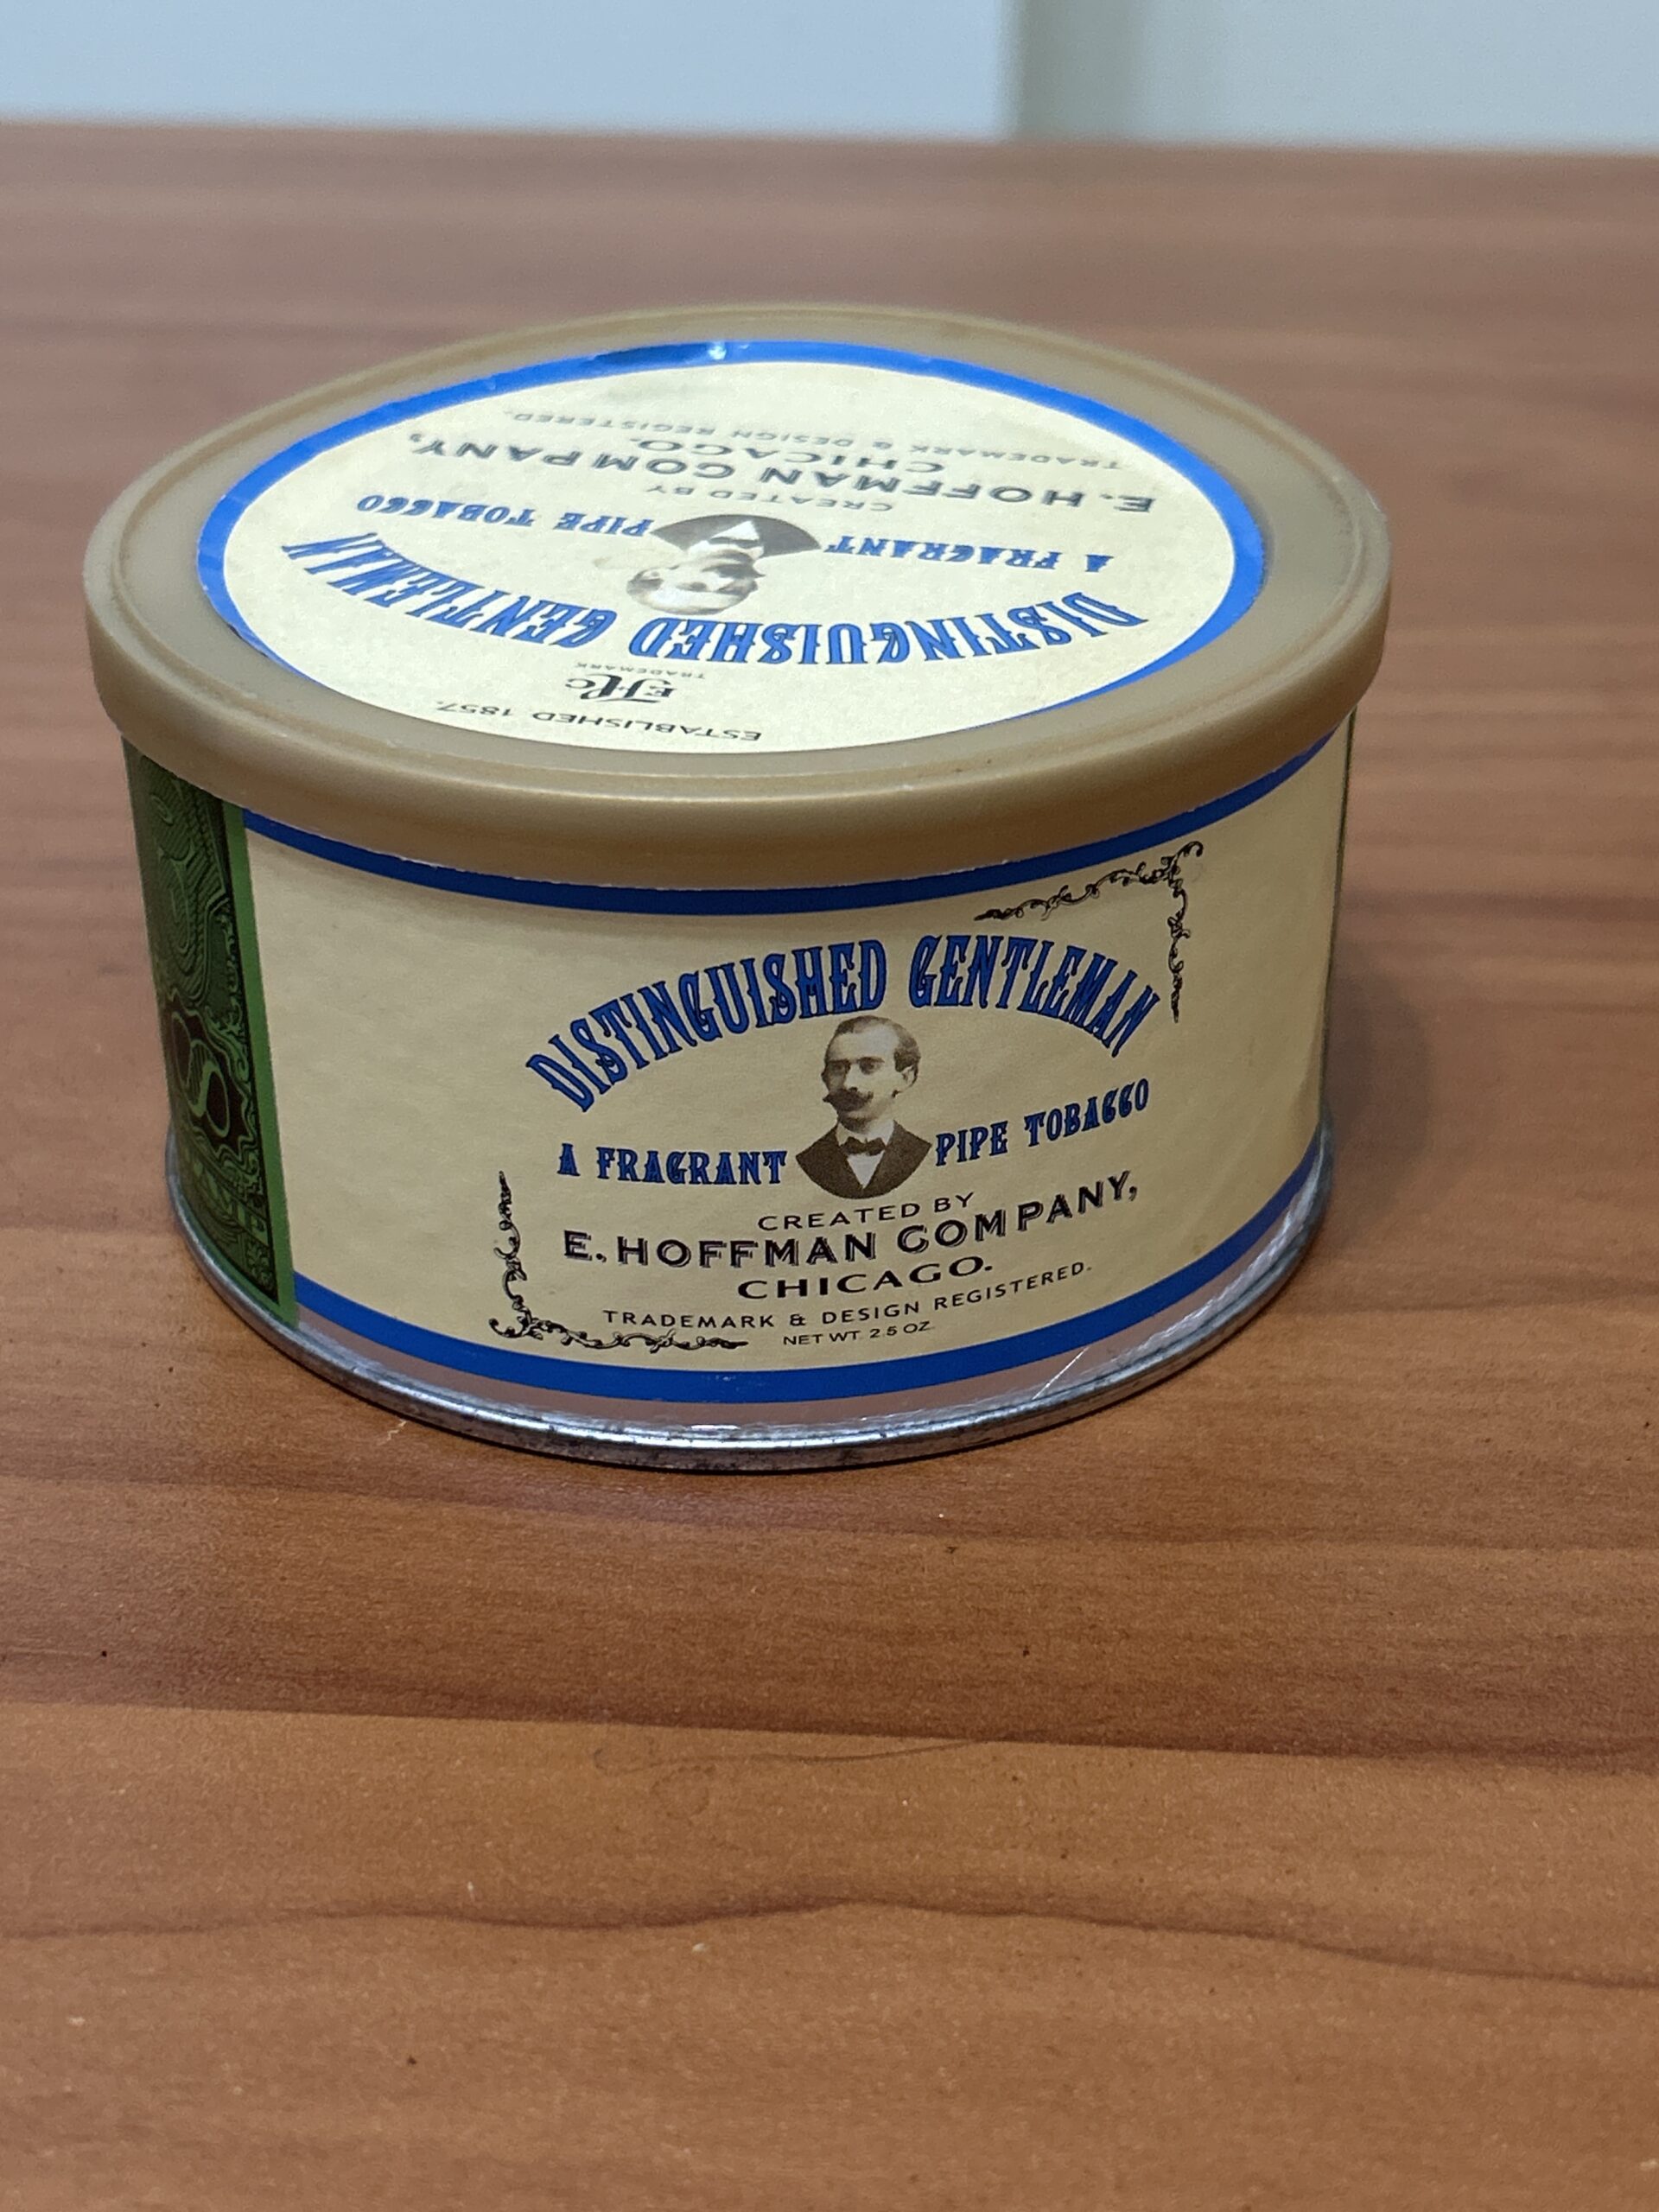 ESTABLISHED 1857.
EHC
TRADEMARK
DISTINGUISHED GENTLEMAN
A FRAGRANT PIPE TOBACCO
CREATED BY
E. HOFFMAN COMPANY,
CHICAGO.
TRADEMARK & DESIGN REGISTERED.
DISTINGUISHED GENTLEMAN
A FRAGRANT PIPE TOBACCO
CREATED BY
E. HOFFMAN COMPANY,
CHICAGO.
TRADEMARK & DESIGN REGISTERED.
NET WT. 2.5 OZ.